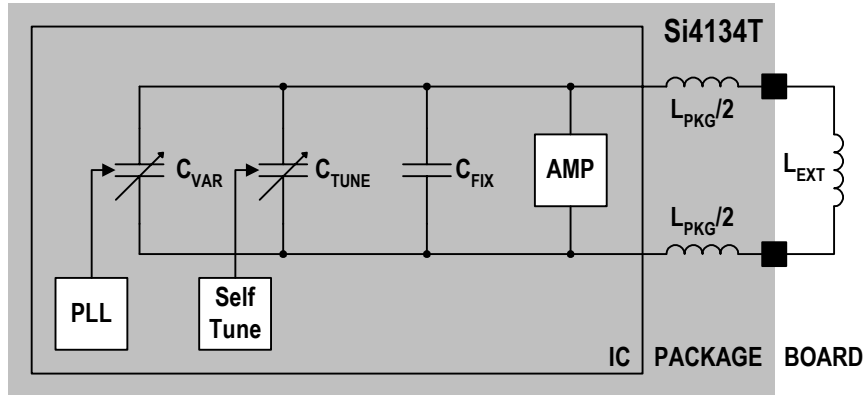 Si4134T
L_PKG/2
C_VAR
C_TUNE
C_FIX
AMP
L_EXT
L_PKG/2
PLL
Self
Tune
IC
PACKAGE
BOARD